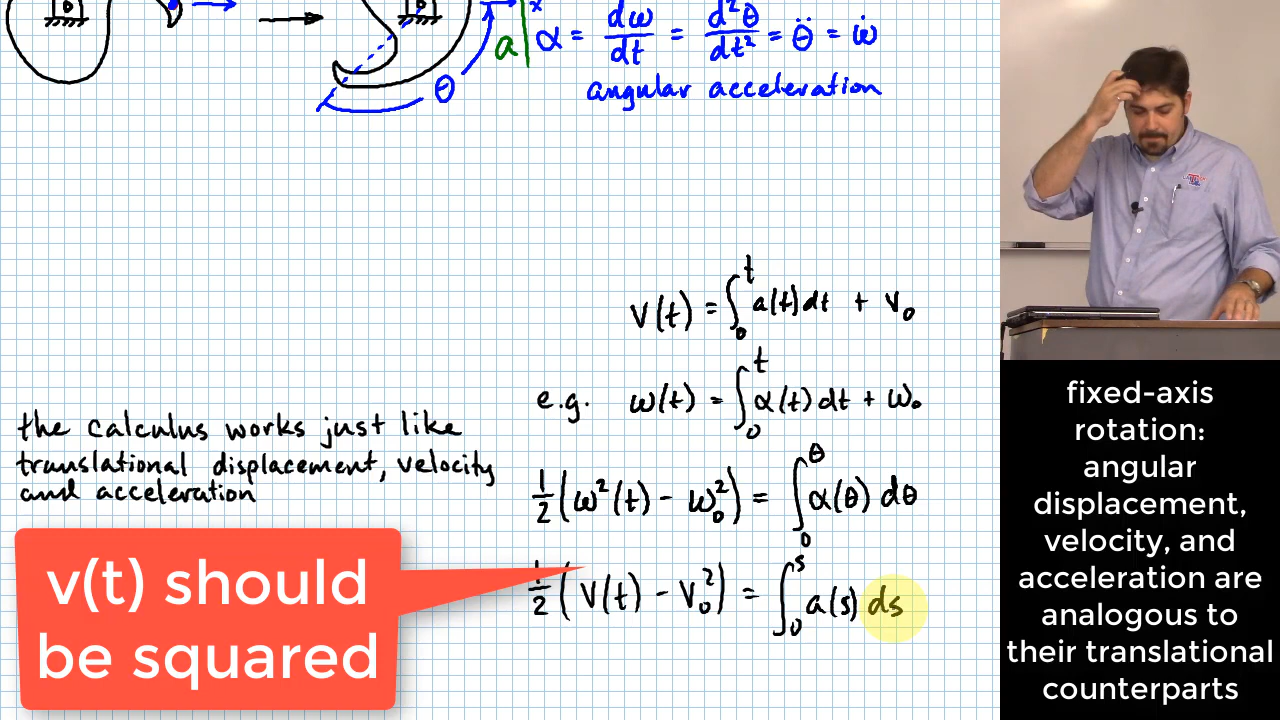 a
x
α = dω/dt = d²θ/dt² = θ̈ = ω̇
θ
angular acceleration
V(t) = ∫₀ᵗ a(t) dt + V₀
e.g. ω(t) = ∫₀ᵗ α(t) dt + ω₀
the calculus works just like
translational displacement, velocity
and acceleration
½(ω²(t) - ω₀²) = ∫₀^θ α(θ) dθ
½(V(t) - V₀²) = ∫₀ˢ a(s) ds
v(t) should
be squared
fixed-axis
rotation:
angular
displacement,
velocity, and
acceleration are
analogous to
their translational
counterparts